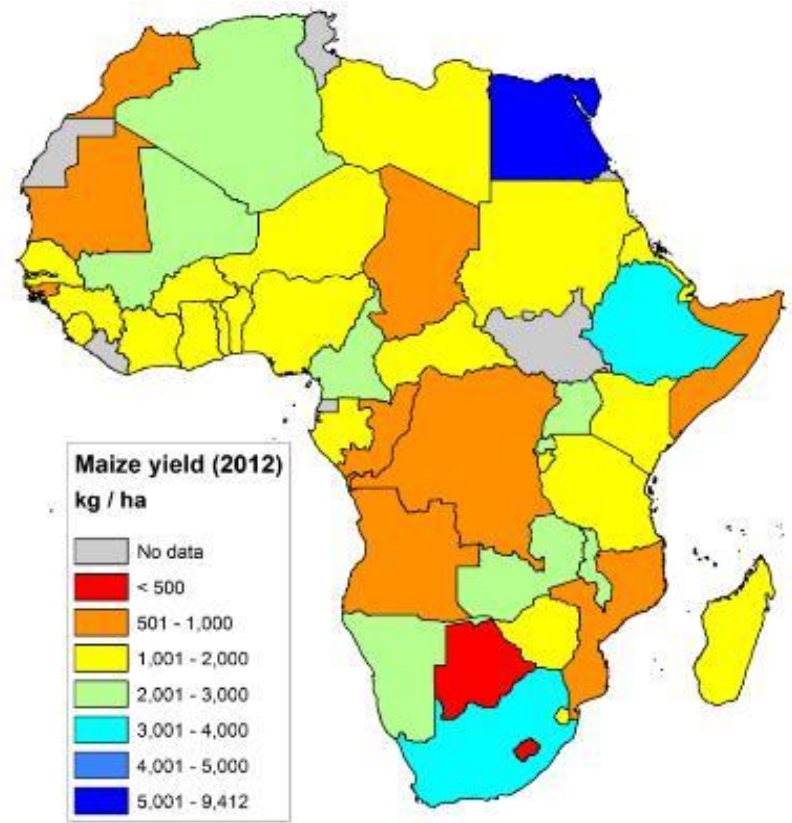 Maize yield (2012)
kg / ha
No data
< 500
501 - 1,000
1,001 - 2,000
2,001 - 3,000
3,001 - 4,000
4,001 - 5,000
5,001 - 9,412